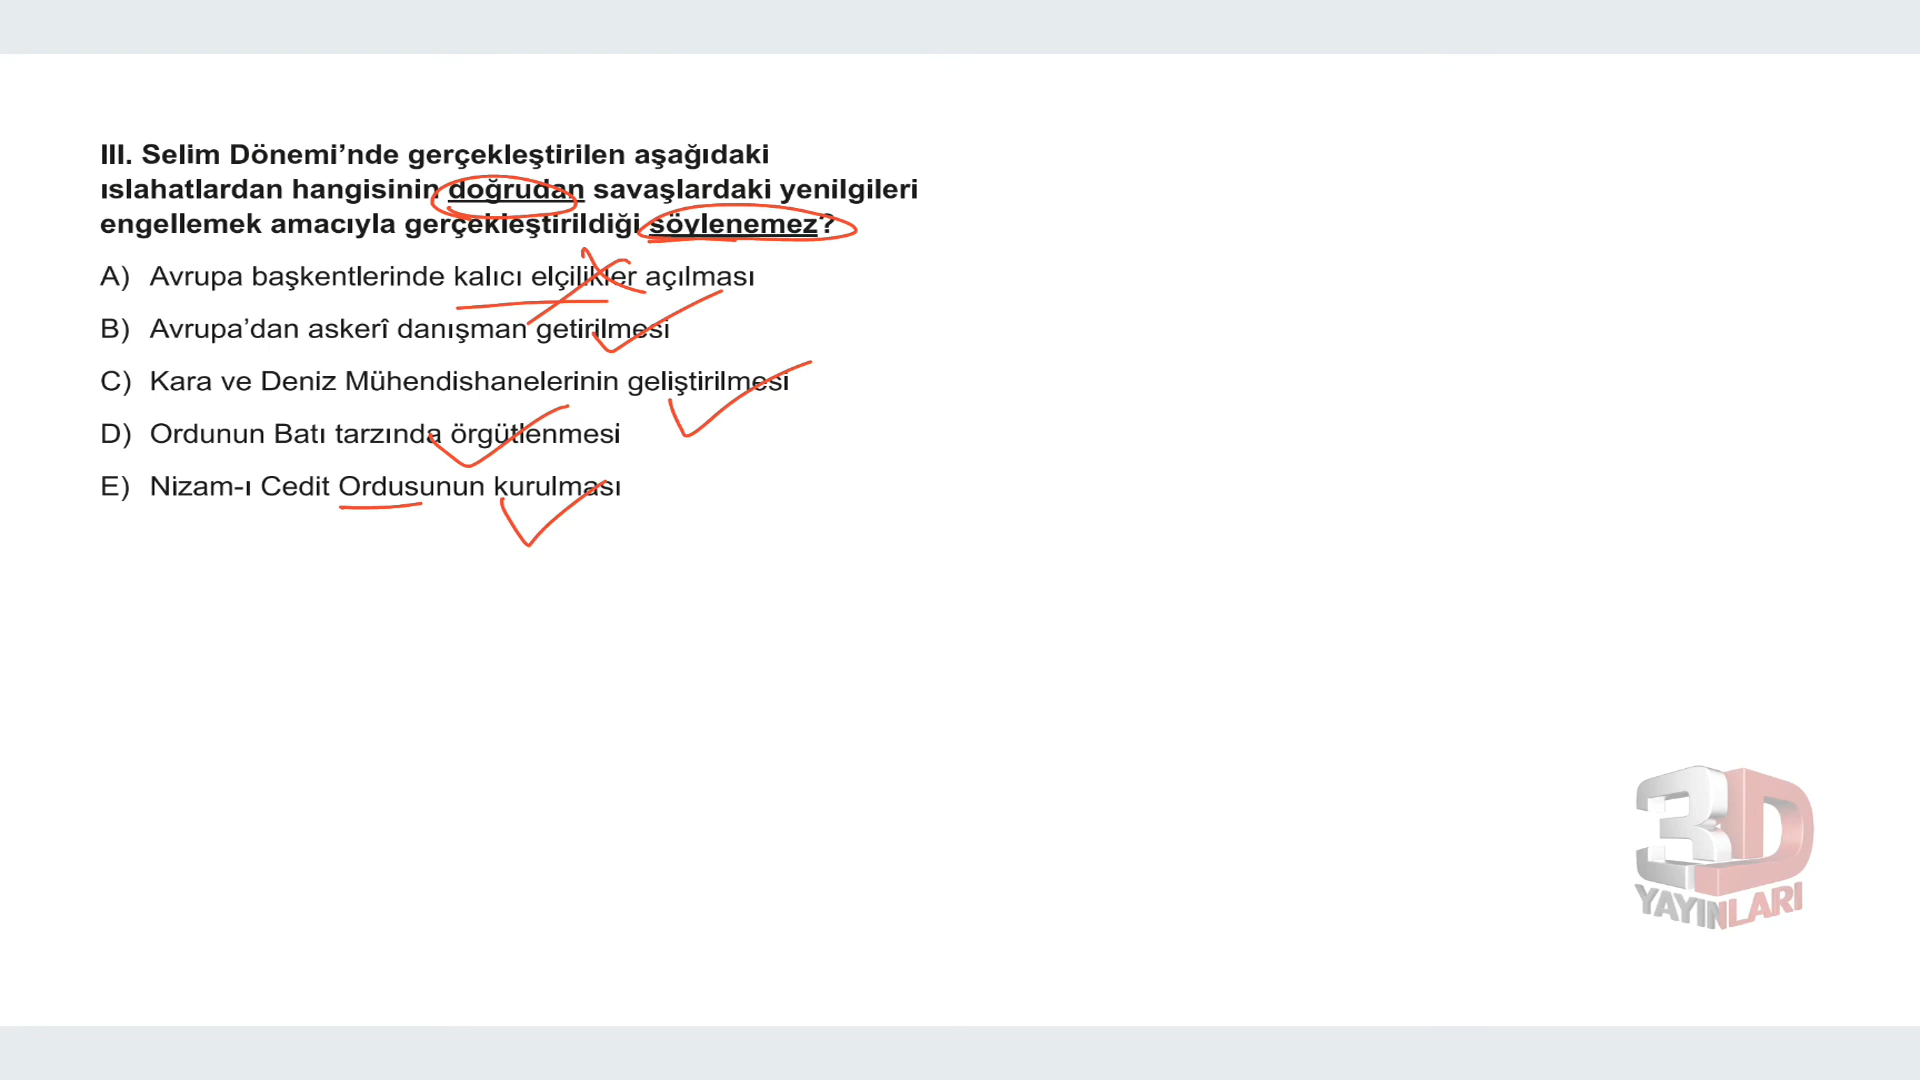 III. Selim Dönemi’nde gerçekleştirilen aşağıdaki
ıslahatlardan hangisinin doğrudan savaşlardaki yenilgileri
engellemek amacıyla gerçekleştirildiği söylenemez?
A) Avrupa başkentlerinde kalıcı elçilikler açılması
B) Avrupa’dan askerî danışman getirilmesi
C) Kara ve Deniz Mühendishanelerinin geliştirilmesi
D) Ordunun Batı tarzında örgütlenmesi
E) Nizam-ı Cedit Ordusunun kurulması
3D
YAYINLARI